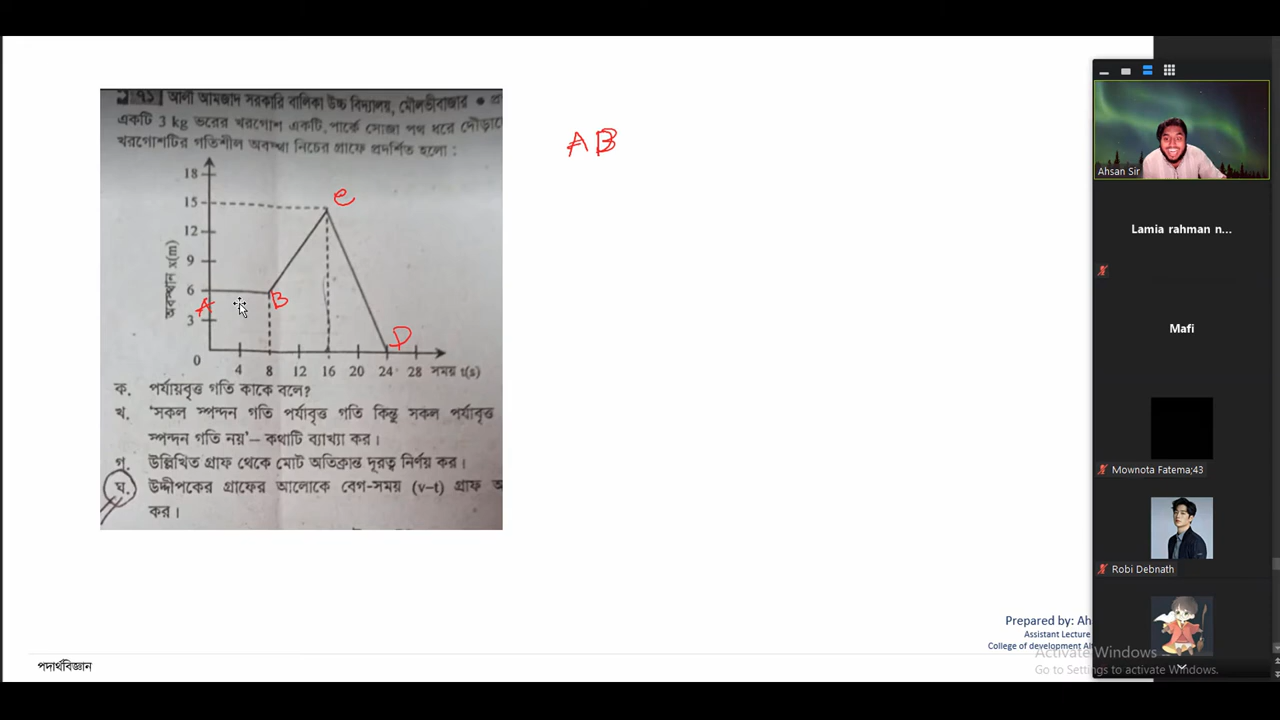 ৭১ আলী আমজাদ সরকারি বালিকা উচ্চ বিদ্যালয়, মৌলভীবাজার ● প্র
একটি 3 kg ভরের খরগোশ একটি পার্কে সোজা পথ ধরে দৌড়াচ্ছে
খরগোশটির গতিশীল অবস্থা নিচের গ্রাফে প্রদর্শিত হলো :
18
15
12
9
6
3
0
অবস্থান x(m)
4 8 12 16 20 24 28 সময় t(s)
A B C D
ক. পর্যায়বৃত্ত গতি কাকে বলে?
খ. 'সকল স্পন্দন গতি পর্যাবৃত্ত গতি কিন্তু সকল পর্যাবৃত্ত
স্পন্দন গতি নয়'– কথাটি ব্যাখ্যা কর।
গ. উল্লিখিত গ্রাফ থেকে মোট অতিক্রান্ত দূরত্ব নির্ণয় কর।
ঘ. উদ্দীপকের গ্রাফের আলোকে বেগ-সময় (v–t) গ্রাফ অ
কর।
AB
Ahsan Sir
Lamia rahman n...
Mafi
Mownota Fatema;43
Robi Debnath
Prepared by: Ah
Assistant Lecture
College of development Al
Activate Windows
Go to Settings to activate Windows.
পদার্থবিজ্ঞান